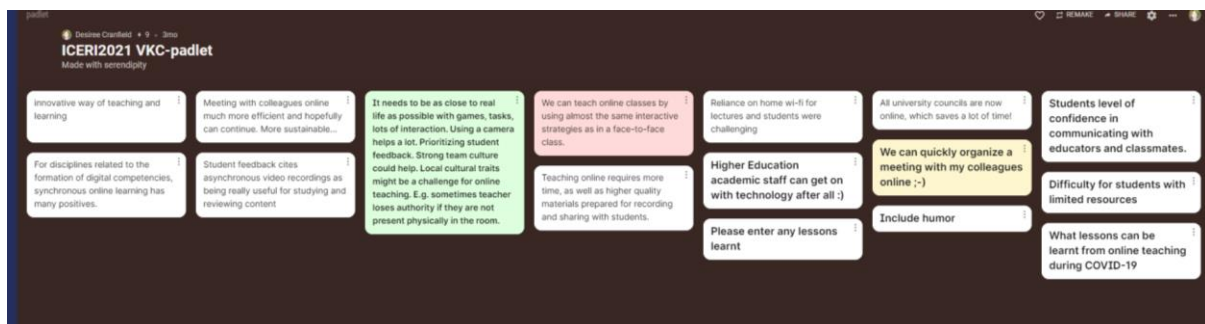 padlet
REMAKE
SHARE
Desiree Cranfield + 9 • 3mo
ICERI2021 VKC-padlet
Made with serendipity
innovative way of teaching and
learning
For disciplines related to the
formation of digital competencies,
synchronous online learning has
many positives.
Meeting with colleagues online
much more efficient and hopefully
can continue. More sustainable...
Student feedback cites
asynchronous video recordings as
being really useful for studying and
reviewing content
It needs to be as close to real
life as possible with games, tasks,
lots of interaction. Using a camera
helps a lot. Prioritizing student
feedback. Strong team culture
could help. Local cultural traits
might be a challenge for online
teaching. E.g. sometimes teacher
loses authority if they are not
present physically in the room.
We can teach online classes by
using almost the same interactive
strategies as in a face-to-face
class.
Teaching online requires more
time, as well as higher quality
materials prepared for recording
and sharing with students.
Reliance on home wi-fi for
lectures and students were
challenging
Higher Education
academic staff can get on
with technology after all :)
Please enter any lessons
learnt
All university councils are now
online, which saves a lot of time!
We can quickly organize a
meeting with my colleagues
online ;-)
Include humor
Students level of
confidence in
communicating with
educators and classmates.
Difficulty for students with
limited resources
What lessons can be
learnt from online teaching
during COVID-19